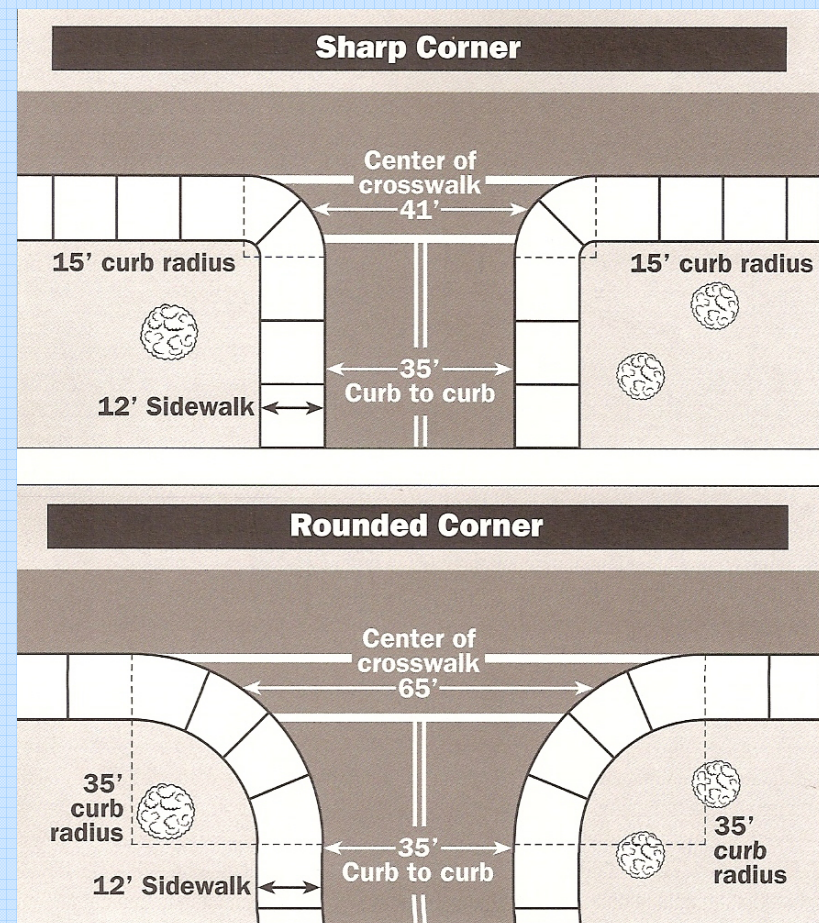 Sharp Corner
Center of
crosswalk
41’
15’ curb radius
15’ curb radius
35’
Curb to curb
12’ Sidewalk
Rounded Corner
Center of
crosswalk
65’
35’
curb
radius
35’
curb
radius
35’
Curb to curb
12’ Sidewalk